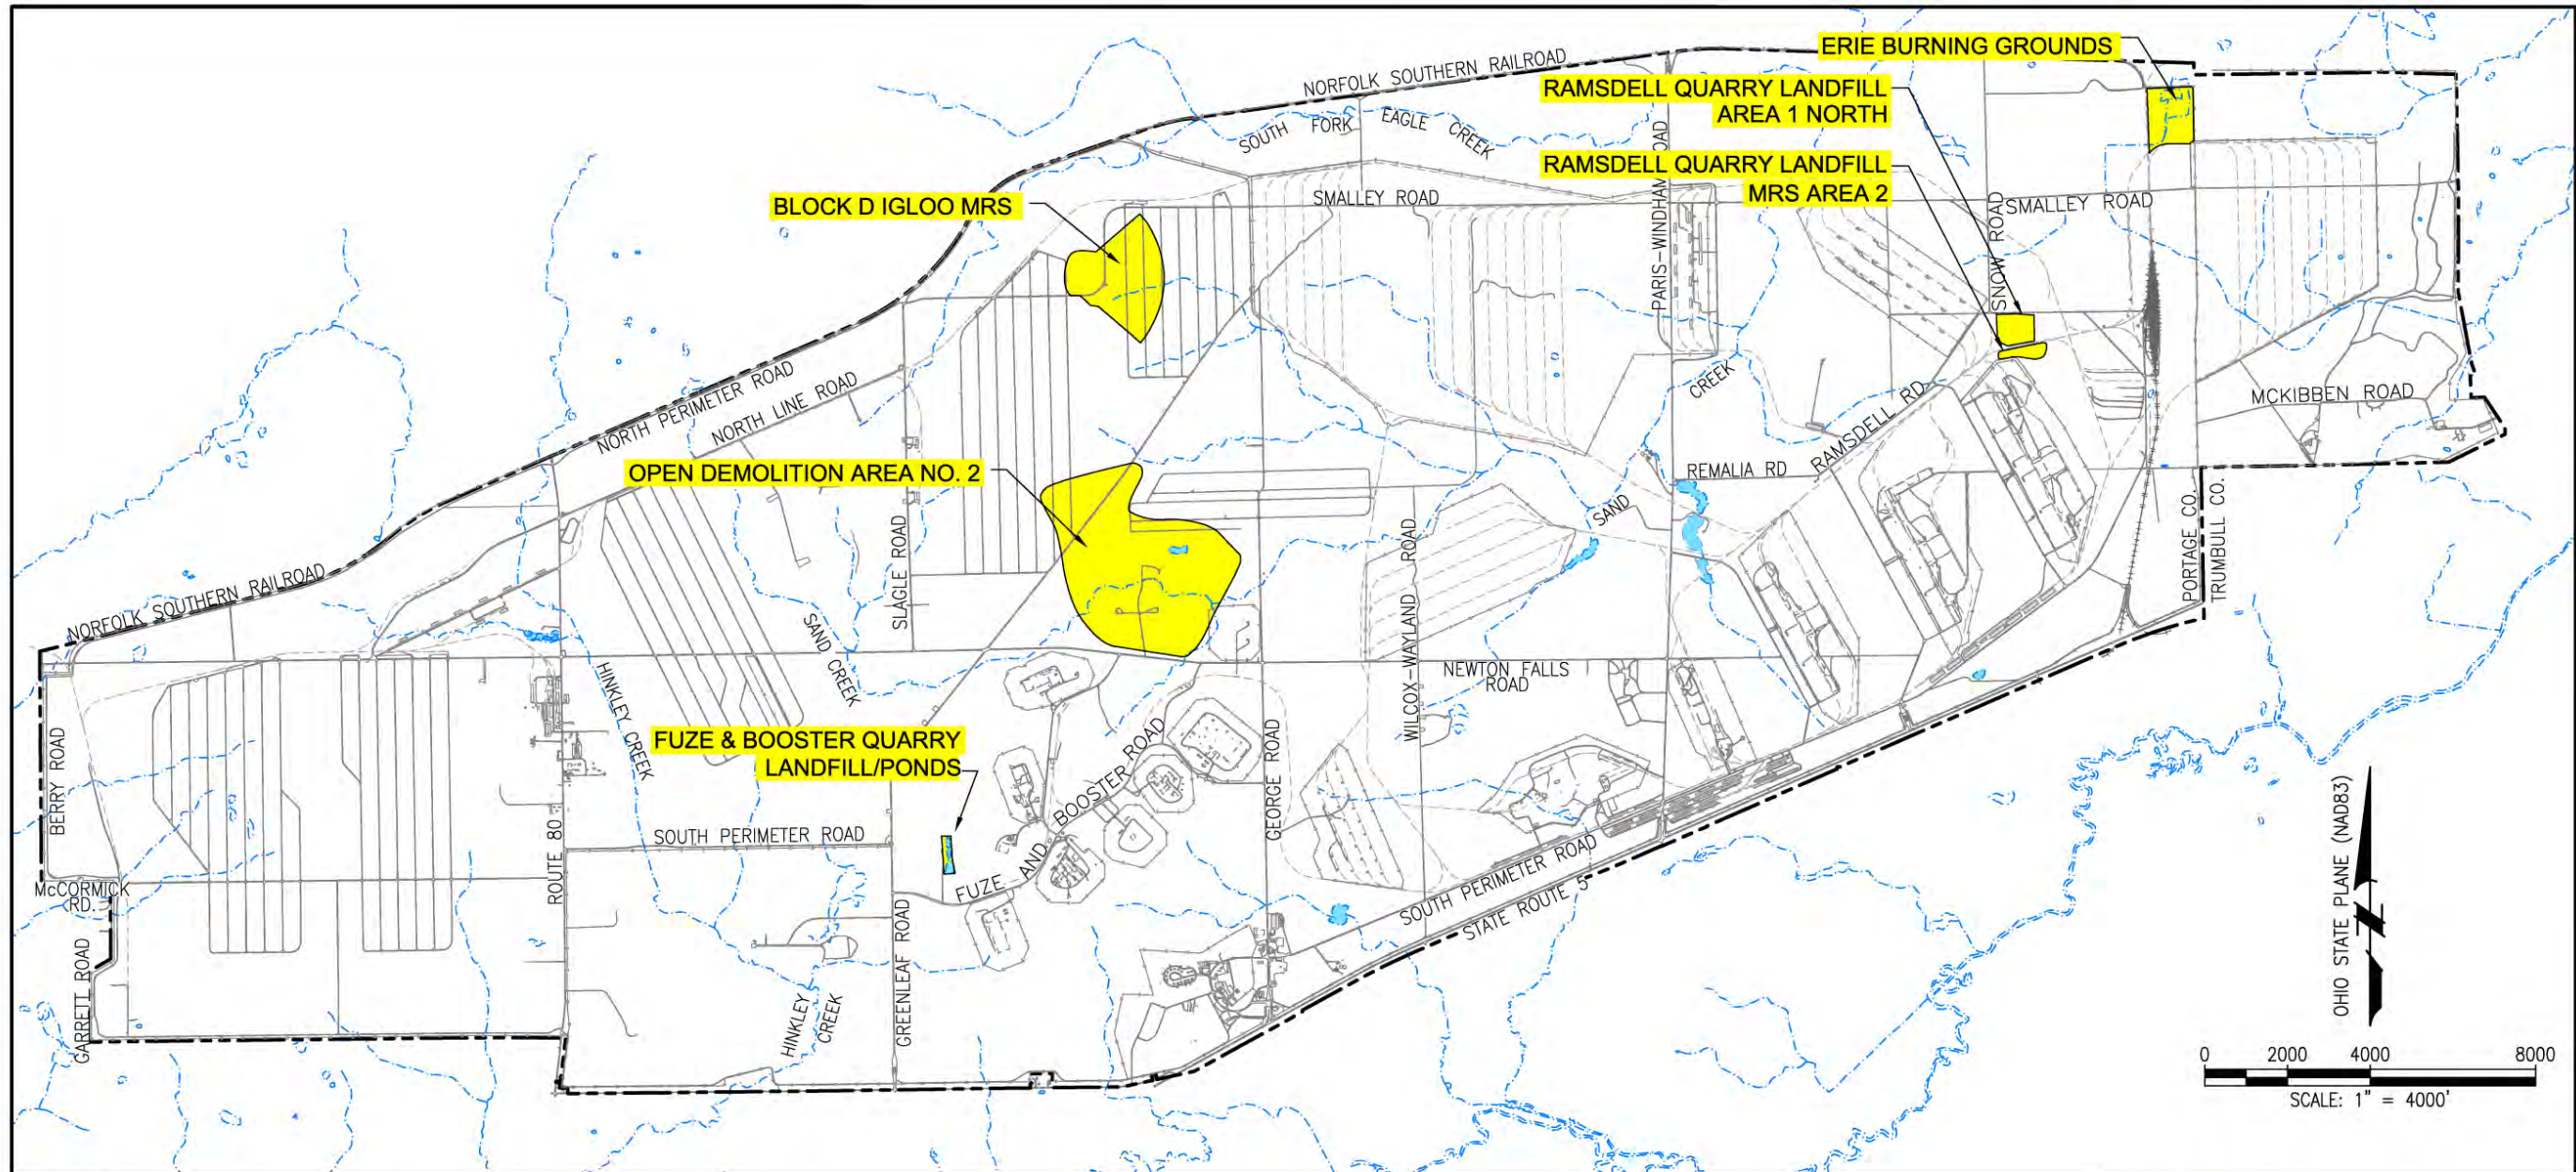 ERIE BURNING GROUNDS
NORFOLK SOUTHERN RAILROAD
RAMSDELL QUARRY LANDFILL
AREA 1 NORTH
SOUTH FORK EAGLE CREEK
PARIS-WINDHAM ROAD
RAMSDELL QUARRY LANDFILL
MRS AREA 2
BLOCK D IGLOO MRS
SMALLEY ROAD
SNOW ROAD
SMALLEY ROAD
NORTH PERIMETER ROAD
NORTH LINE ROAD
CREEK
RAMSDELL RD
MCKIBBEN ROAD
OPEN DEMOLITION AREA NO. 2
REMALIA RD
SAND
SLAGLE ROAD
WILCOX-WAYLAND ROAD
PORTAGE CO.
TRUMBULL CO.
NORFOLK SOUTHERN RAILROAD
SAND CREEK
HINKLEY CREEK
NEWTON FALLS
ROAD
FUZE & BOOSTER QUARRY
LANDFILL/PONDS
BERRY ROAD
ROUTE 80
SOUTH PERIMETER ROAD
FUZE AND BOOSTER ROAD
GEORGE ROAD
SOUTH PERIMETER ROAD
STATE ROUTE 5
McCORMICK
RD.
GARRETT ROAD
HINKLEY
CREEK
GREENLEAF ROAD
OHIO STATE PLANE (NAD83)
N
0 2000 4000 8000
SCALE: 1" = 4000'